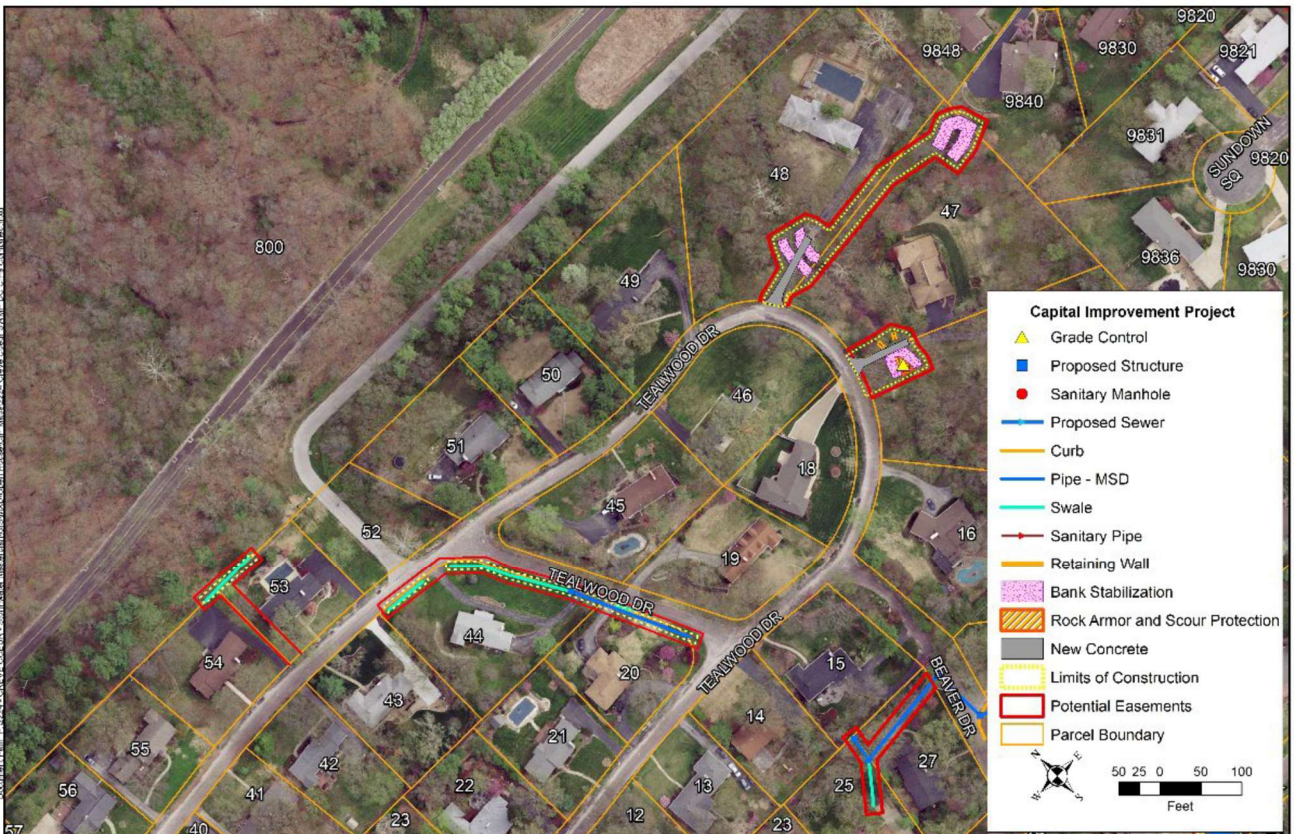 9820
9848
9830
9821
9840
9831
SUNDOWN SQ
9820
48
47
800
9836
9830
49
TEALWOOD DR
50
46
51
18
45
52
19
16
53
TEALWOOD DR
44
54
20
TEALWOOD DR
15
BEAVER DR
43
14
55
21
42
27
56
22
13
25
41
12
23
40
23
57
Capital Improvement Project
Grade Control
Proposed Structure
Sanitary Manhole
Proposed Sewer
Curb
Pipe - MSD
Swale
Sanitary Pipe
Retaining Wall
Bank Stabilization
Rock Armor and Scour Protection
New Concrete
Limits of Construction
Potential Easements
Parcel Boundary
N
E
W
S
50 25 0 50 100
Feet